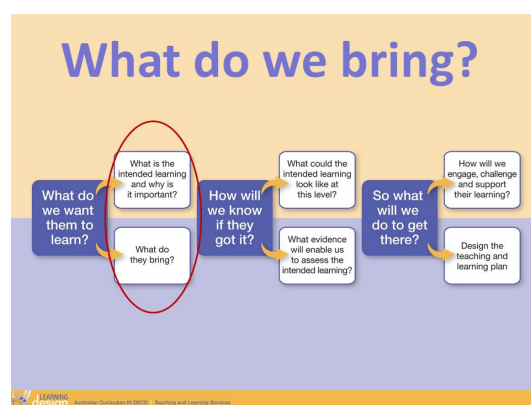 What do we bring?
What do
we want
them to
learn?
What is the
intended learning
and why is
it important?
What do
they bring?
How will
we know
if they
got it?
What could the
intended learning
look like at
this level?
What evidence
will enable us
to assess the
intended learning?
So what
will we
do to get
there?
How will we
engage, challenge
and support
their learning?
Design the
teaching and
learning plan
LEARNING
design
Australian Curriculum IN DECD | Teaching and Learning Services